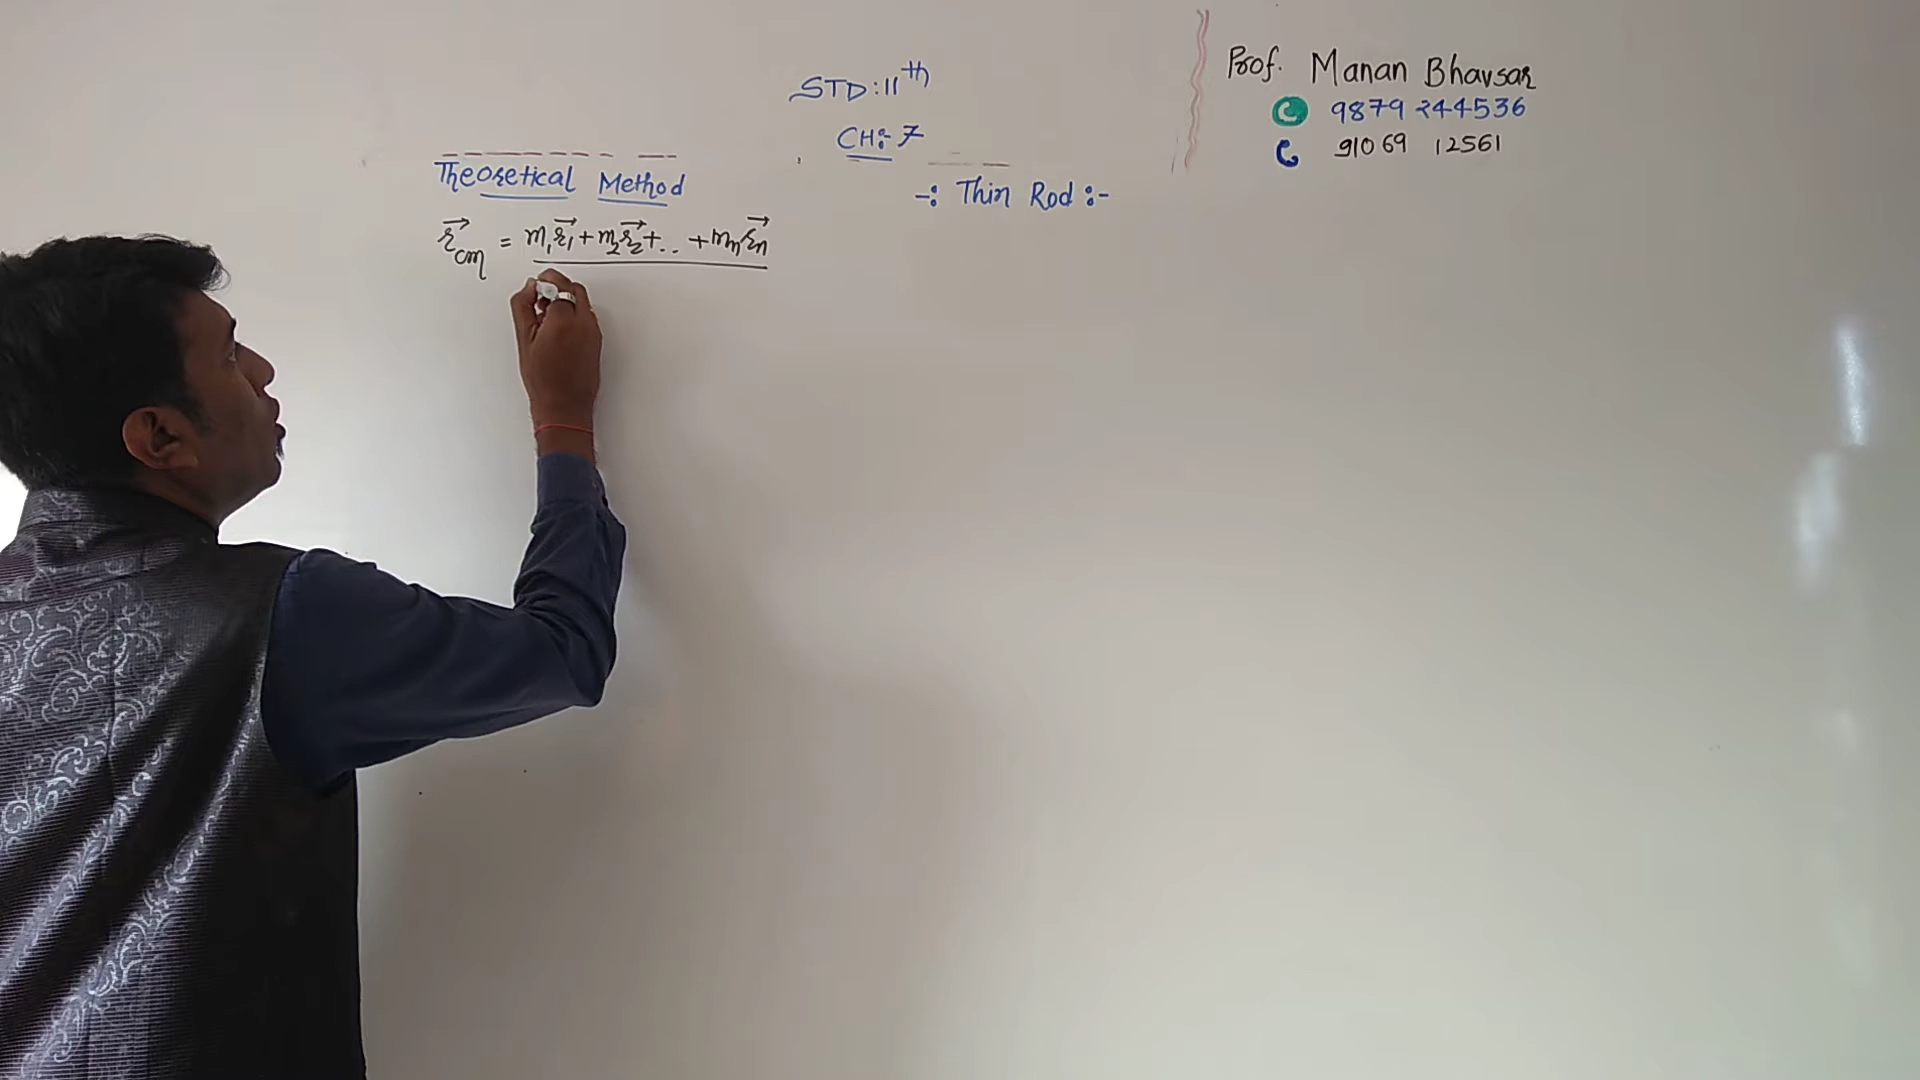 STD:11th
CH:- 7
Prof. Manan Bhavsar
9879 244536
91069 12561
Theoretical Method
-: Thin Rod :-
r⃗cm = m₁r⃗₁ + m₂r⃗₂ + .. + mₙr⃗ₙ